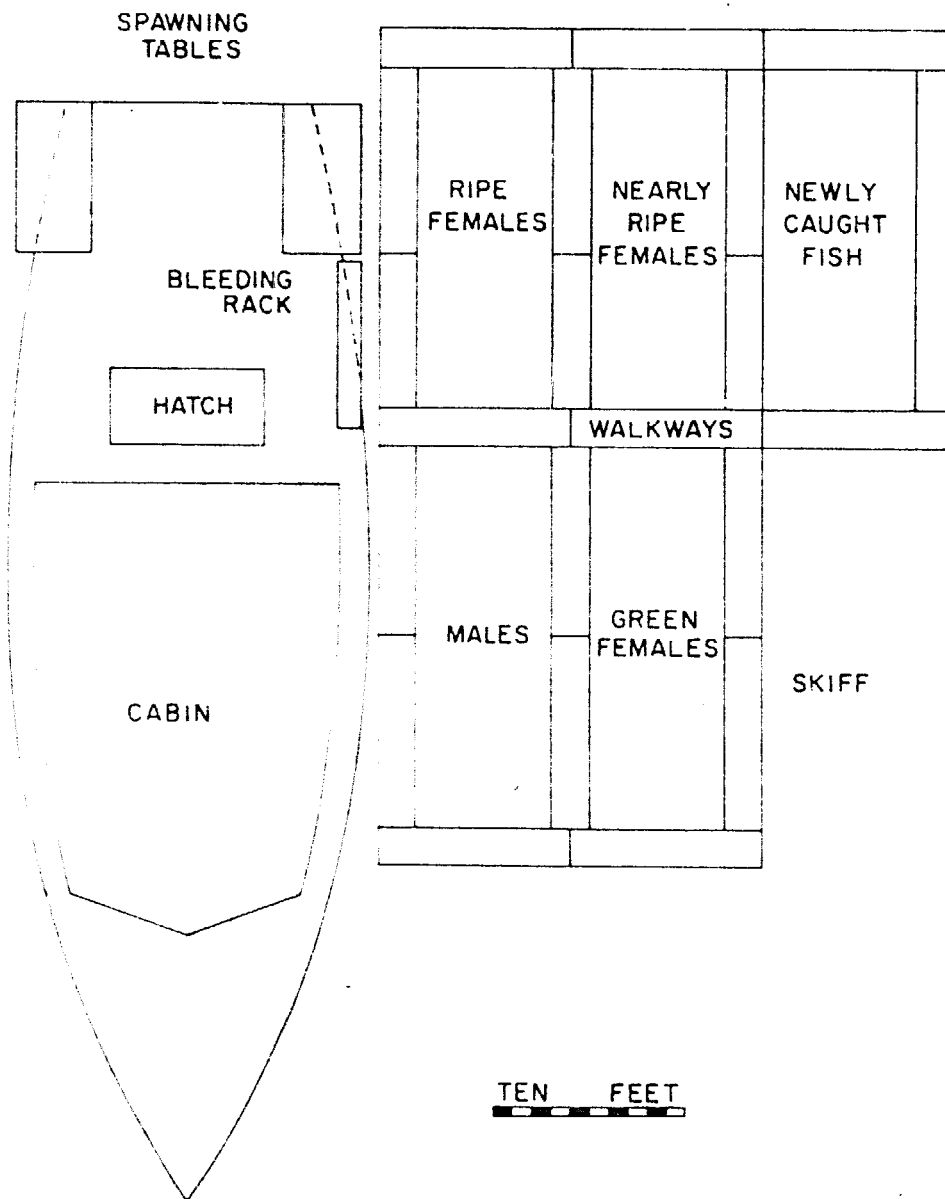 SPAWNING
TABLES
RIPE
FEMALES
NEARLY
RIPE
FEMALES
NEWLY
CAUGHT
FISH
BLEEDING
RACK
HATCH
WALKWAYS
MALES
GREEN
FEMALES
SKIFF
CABIN
TEN FEET